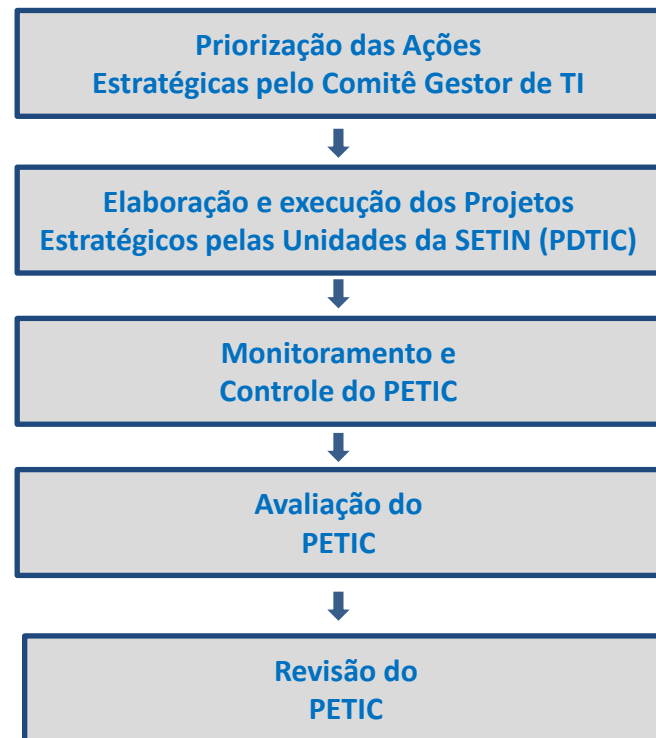 Priorização das Ações
Estratégicas pelo Comitê Gestor de TI
Elaboração e execução dos Projetos
Estratégicos pelas Unidades da SETIN (PDTIC)
Monitoramento e
Controle do PETIC
Avaliação do
PETIC
Revisão do
PETIC